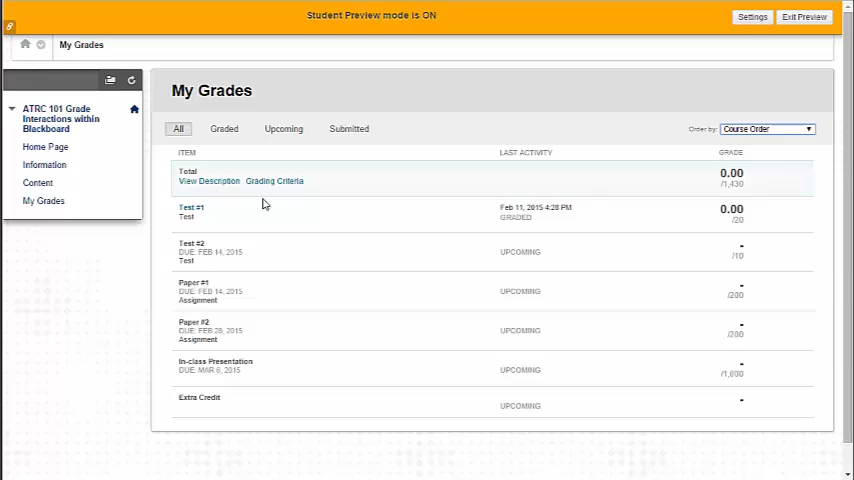 Student Preview mode is ON
Settings
Exit Preview
My Grades
ATRC 101 Grade
Interactions within
Blackboard
Home Page
Information
Content
My Grades
My Grades
All
Graded
Upcoming
Submitted
Order by:
Course Order
ITEM
LAST ACTIVITY
GRADE
Total
View Description
Grading Criteria
0.00
/1,430
Test #1
Test
Feb 11, 2015 4:28 PM
GRADED
0.00
/20
Test #2
DUE: FEB 14, 2015
Test
UPCOMING
-
/10
Paper #1
DUE: FEB 14, 2015
Assignment
UPCOMING
-
/200
Paper #2
DUE: FEB 28, 2015
Assignment
UPCOMING
-
/200
In-class Presentation
DUE: MAR 6, 2015
UPCOMING
-
/1,000
Extra Credit
UPCOMING
-